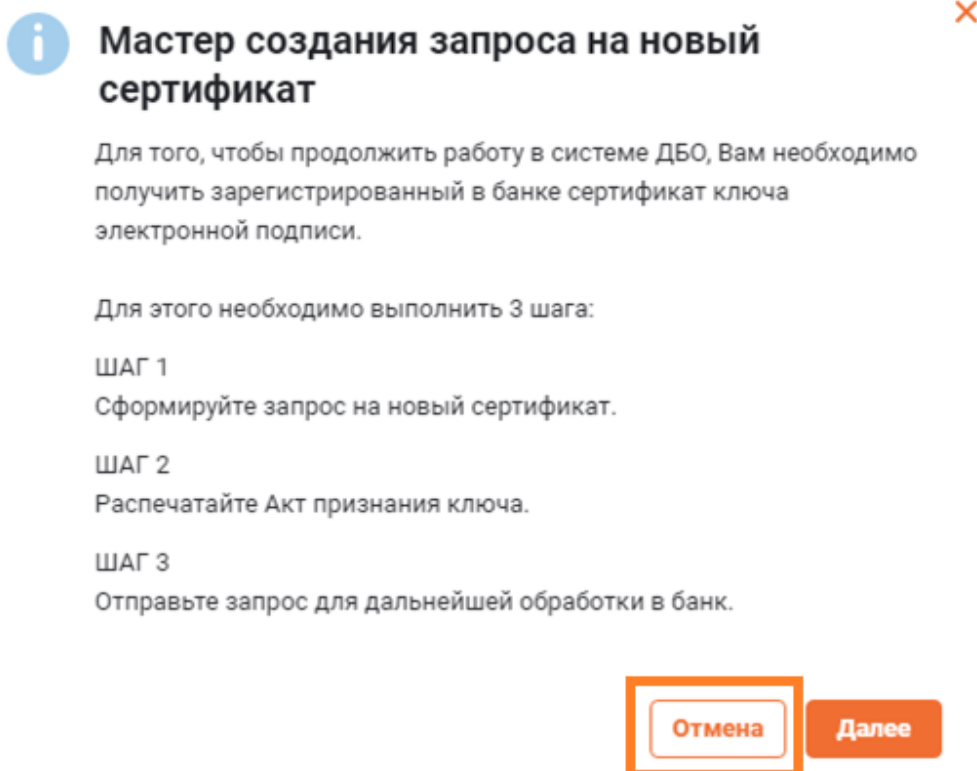 Мастер создания запроса на новый
сертификат
Для того, чтобы продолжить работу в системе ДБО, Вам необходимо
получить зарегистрированный в банке сертификат ключа
электронной подписи.
Для этого необходимо выполнить 3 шага:
ШАГ 1
Сформируйте запрос на новый сертификат.
ШАГ 2
Распечатайте Акт признания ключа.
ШАГ 3
Отправьте запрос для дальнейшей обработки в банк.
Отмена Далее